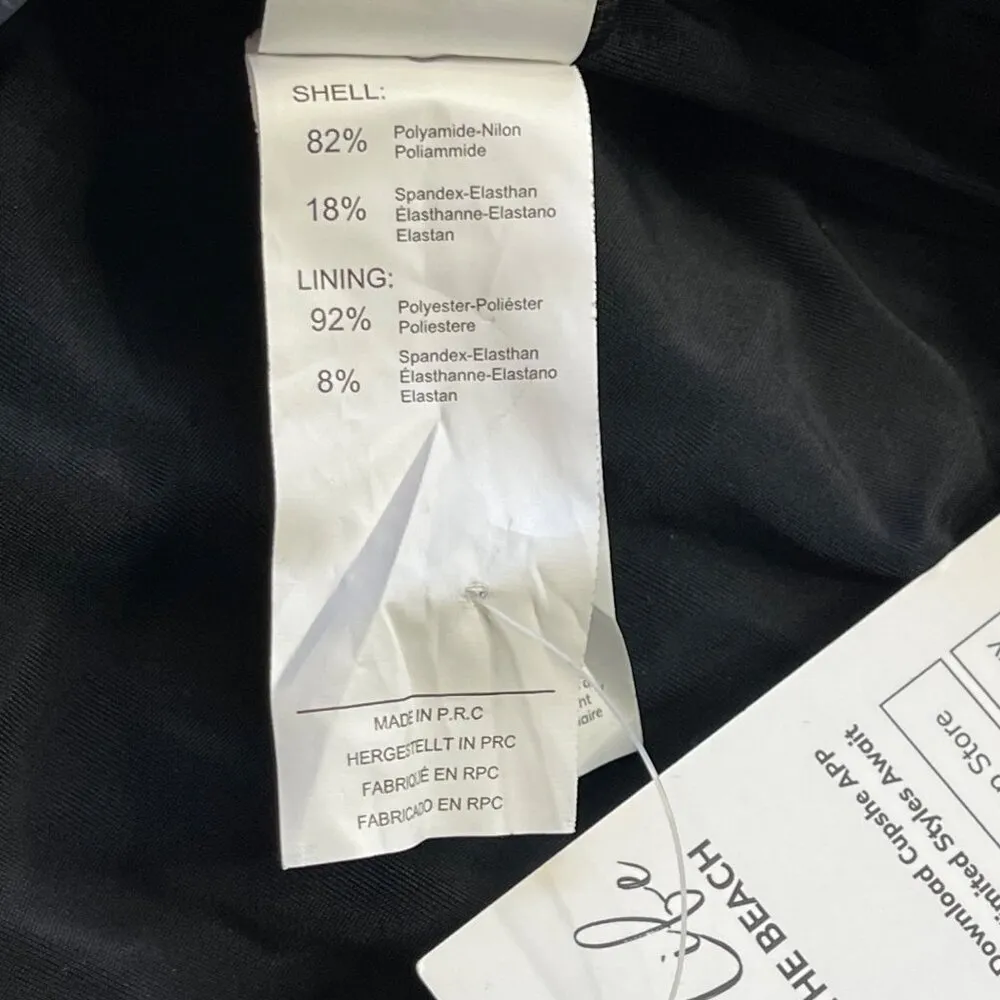 SHELL:
82% Polyamide-Nilon
Poliammide
18% Spandex-Elasthan
Élasthanne-Elastano
Elastan
LINING:
92% Polyester-Poliéster
Poliestere
8% Spandex-Elasthan
Élasthanne-Elastano
Elastan
MADE IN P.R.C
HERGESTELLT IN PRC
FABRIQUÉ EN RPC
FABRICADO EN RPC
Life
THE BEACH
Download Cupshe APP
Styles Await
Store